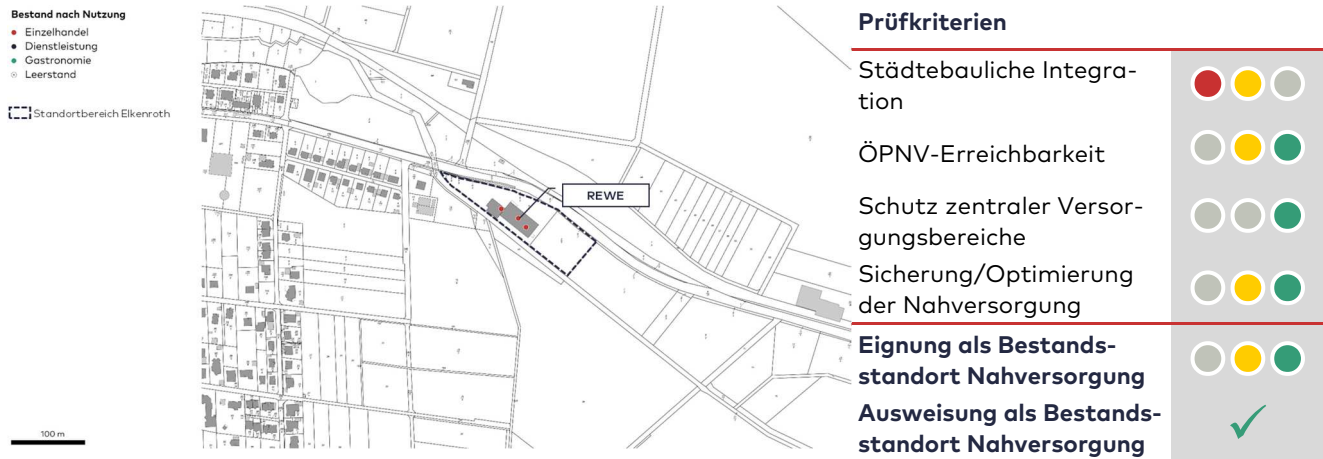 Bestand nach Nutzung
Einzelhandel
Dienstleistung
Gastronomie
Leerstand
Standortbereich Elkenroth
100 m
REWE
Prüfkriterien
Städtebauliche Integra-
tion
ÖPNV-Erreichbarkeit
Schutz zentraler Versor-
gungsbereiche
Sicherung/Optimierung
der Nahversorgung
Eignung als Bestands-
standort Nahversorgung
Ausweisung als Bestands-
standort Nahversorgung